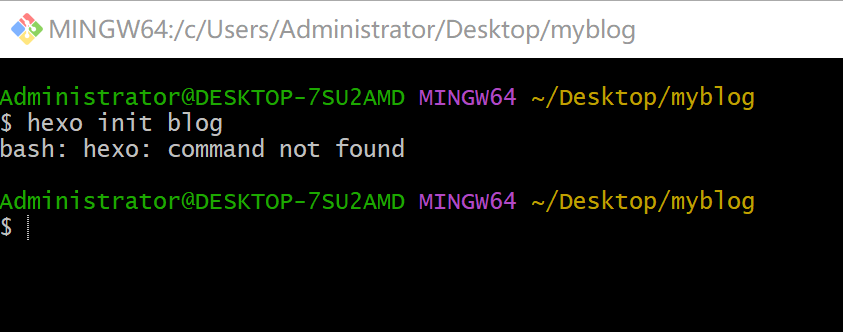 MINGW64:/c/Users/Administrator/Desktop/myblog
Administrator@DESKTOP-7SU2AMD MINGW64 ~/Desktop/myblog
$ hexo init blog
bash: hexo: command not found
Administrator@DESKTOP-7SU2AMD MINGW64 ~/Desktop/myblog
$